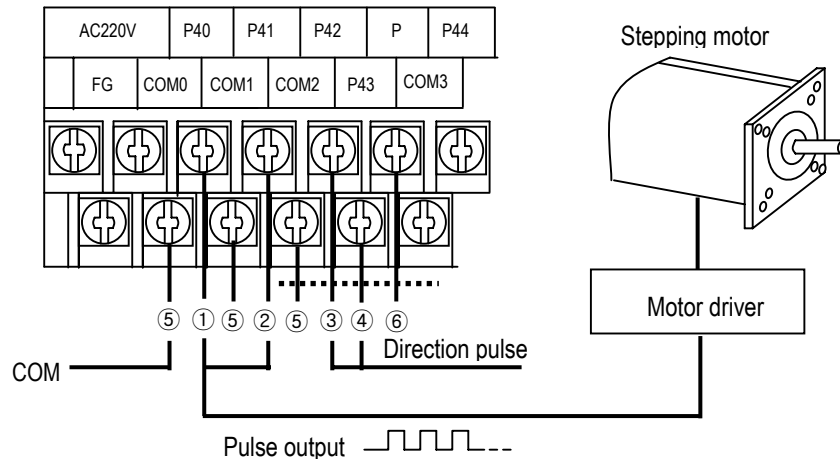 AC220V P40 P41 P42 P P44
FG COM0 COM1 COM2 P43 COM3
Stepping motor
Motor driver
⑤ ① ⑤ ② ⑤ ③ ④ ⑥
Direction pulse
COM
Pulse output